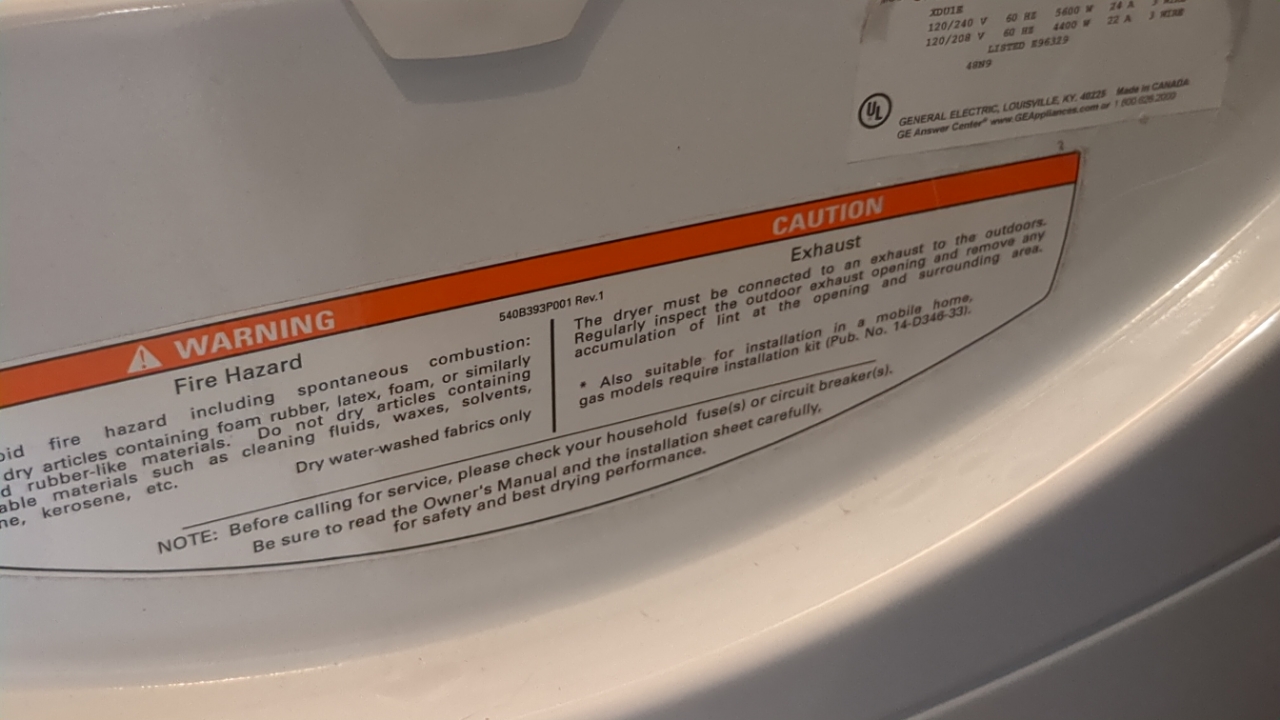 XDU1E
120/240 V 60 HZ 5600 W 24 A 3
120/208 V 60 HZ 4400 W 22 A 3 WIRE
LISTED E96329
48N9
UL
GENERAL ELECTRIC, LOUISVILLE, KY. 40225 Made in CANADA
GE Answer Center® www.GEAppliances.com or 1 800.626.2000
WARNING
Fire Hazard
oid fire hazard including spontaneous combustion:
dry articles containing foam rubber, latex, foam, or similarly
d rubber-like materials. Do not dry articles containing
able materials such as cleaning fluids, waxes, solvents,
ne, kerosene, etc.
Dry water-washed fabrics only
540B393P001 Rev.1
CAUTION
Exhaust
The dryer must be connected to an exhaust to the outdoors.
Regularly inspect the outdoor exhaust opening and remove any
accumulation of lint at the opening and surrounding area.
* Also suitable for installation in a mobile home,
gas models require installation kit (Pub. No. 14-D346-33).
NOTE: Before calling for service, please check your household fuse(s) or circuit breaker(s).
Be sure to read the Owner's Manual and the installation sheet carefully,
for safety and best drying performance.